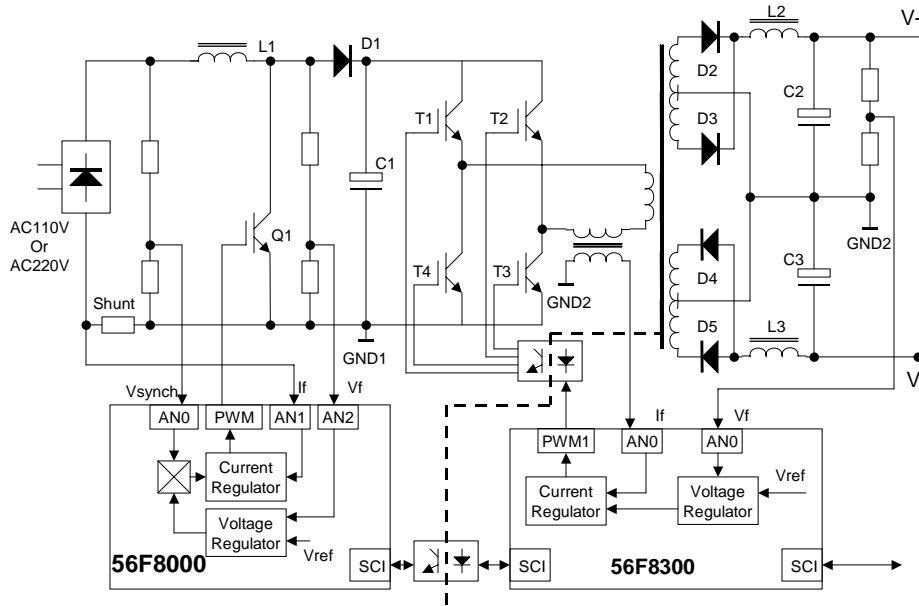 L1
D1
L2
V-
D2
T1
T2
C2
D3
C1
Q1
AC110V
Or
AC220V
GND2
T4
T3
D4
C3
GND2
Shunt
D5
L3
GND1
V
Vsynch
If
Vf
If
Vf
AN0
PWM
AN1
AN2
PWM1
AN0
AN0
Current
Regulator
Current
Regulator
Voltage
Regulator
Vref
Voltage
Regulator
Vref
56F8000
SCI
SCI
56F8300
SCI